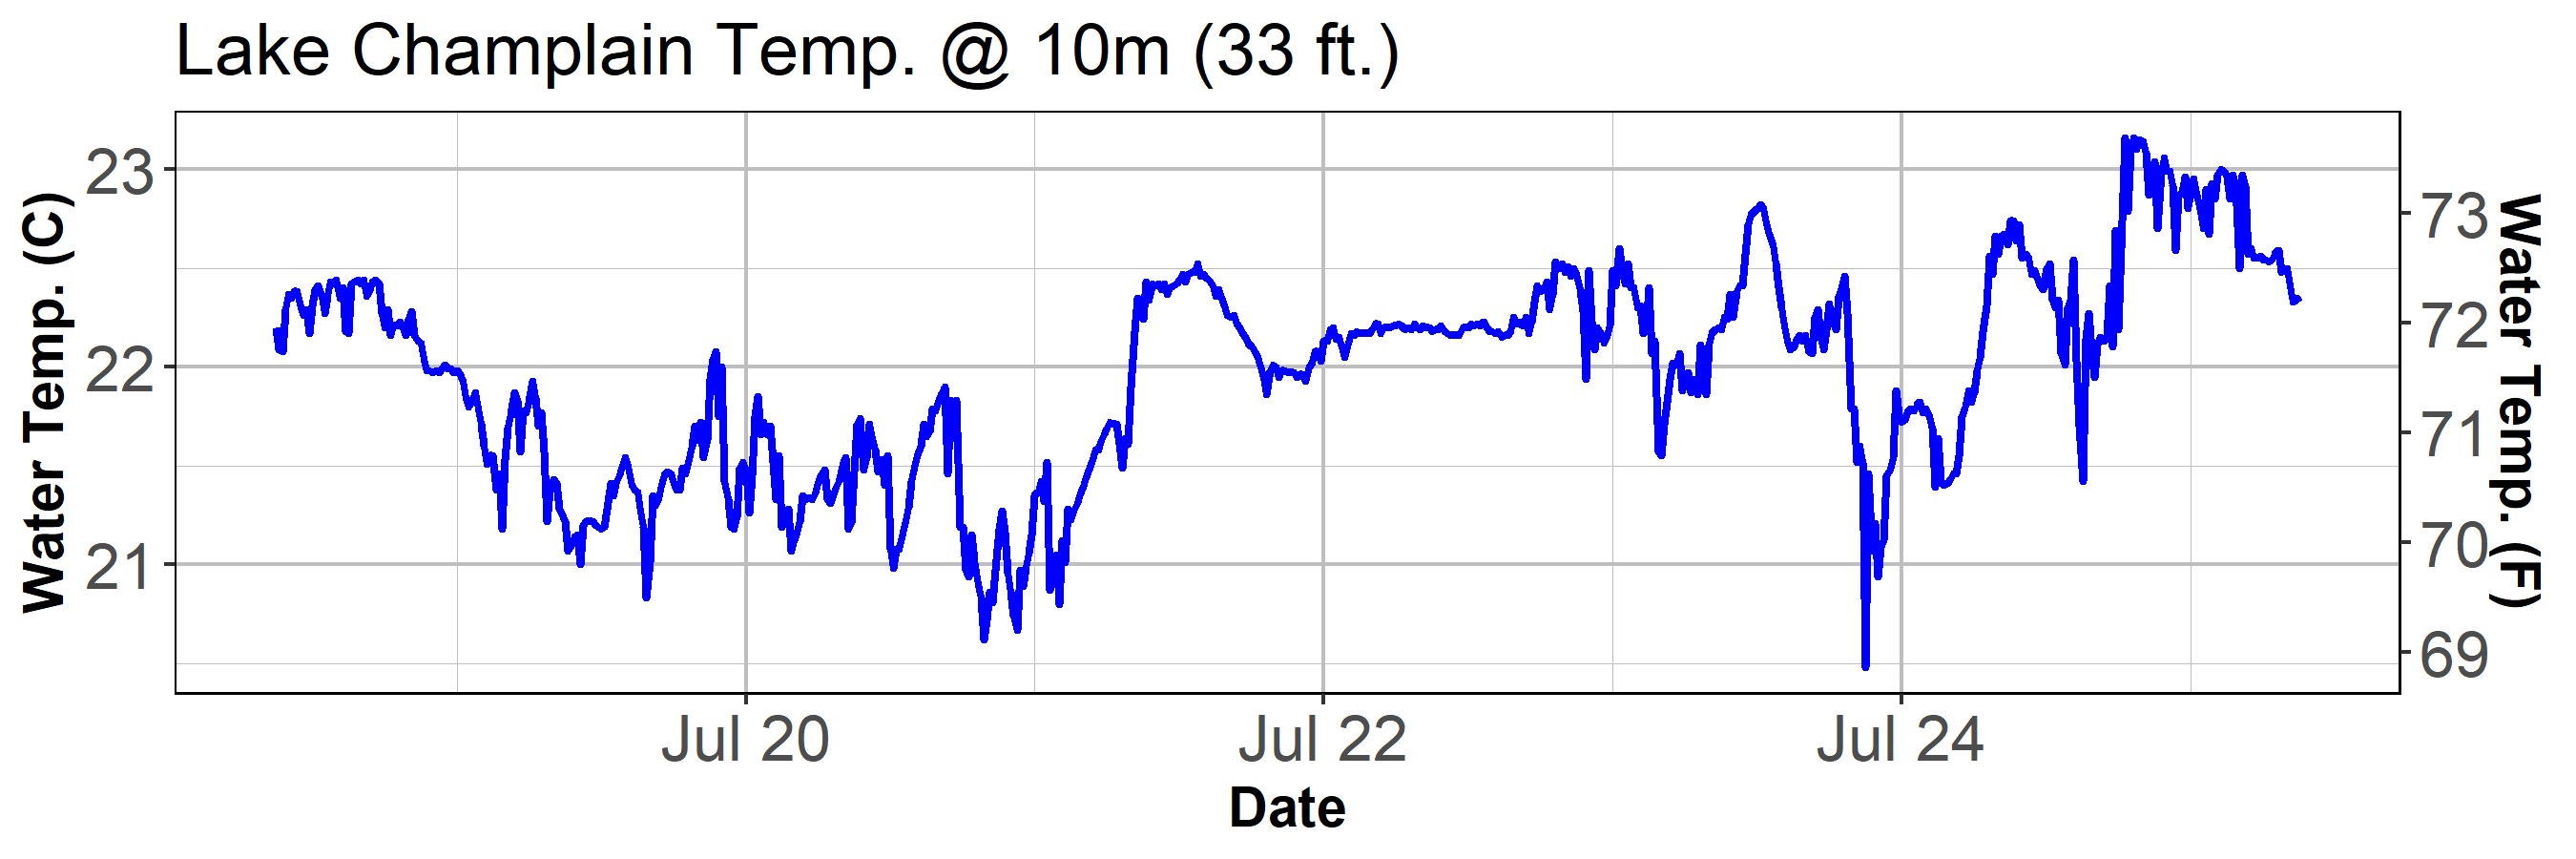 Lake Champlain Temp. @ 10m (33 ft.)
Water Temp. (C)
23
22
21
73
72
71
70
69
Water Temp. (F)
Jul 20
Jul 22
Jul 24
Date